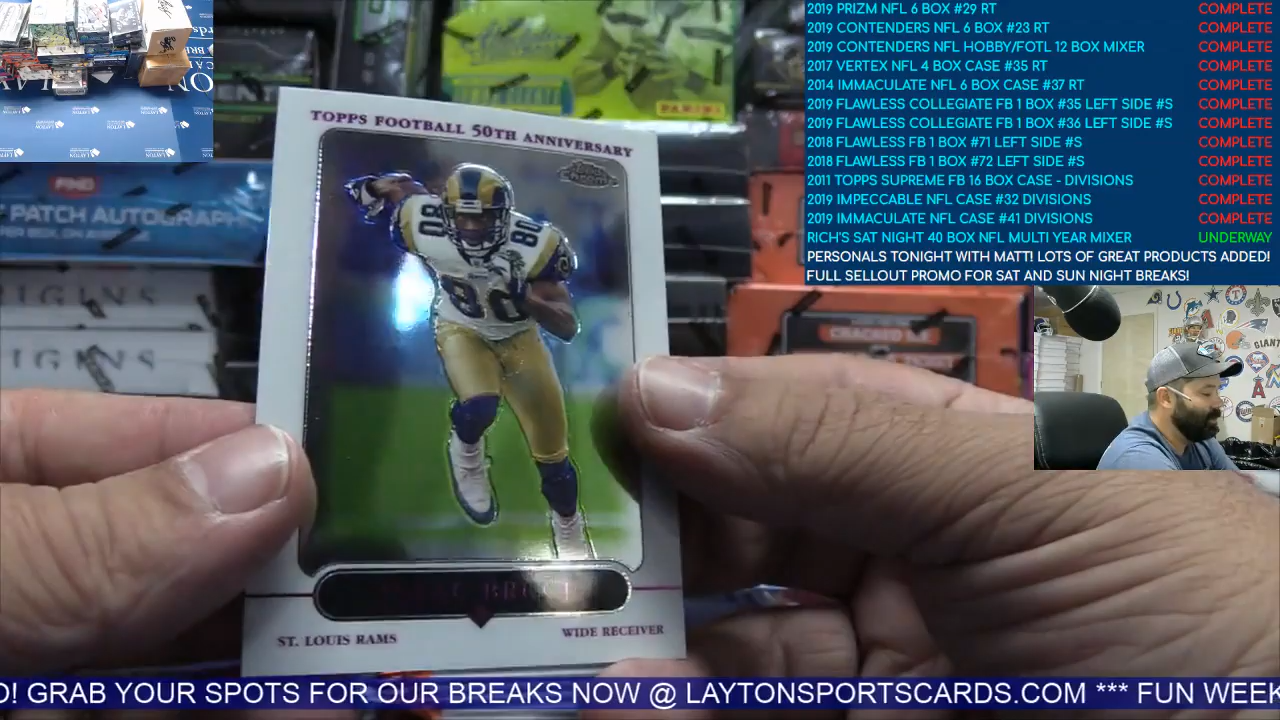 2019 PRIZM NFL 6 BOX #29 RT COMPLETE
2019 CONTENDERS NFL 6 BOX #23 RT COMPLETE
2019 CONTENDERS NFL HOBBY/FOTL 12 BOX MIXER COMPLETE
2017 VERTEX NFL 4 BOX CASE #35 RT COMPLETE
2014 IMMACULATE NFL 6 BOX CASE #37 RT COMPLETE
2019 FLAWLESS COLLEGIATE FB 1 BOX #35 LEFT SIDE #S COMPLETE
2019 FLAWLESS COLLEGIATE FB 1 BOX #36 LEFT SIDE #S COMPLETE
2018 FLAWLESS FB 1 BOX #71 LEFT SIDE #S COMPLETE
2018 FLAWLESS FB 1 BOX #72 LEFT SIDE #S COMPLETE
2011 TOPPS SUPREME FB 16 BOX CASE - DIVISIONS COMPLETE
2019 IMPECCABLE NFL CASE #32 DIVISIONS COMPLETE
2019 IMMACULATE NFL CASE #41 DIVISIONS COMPLETE
RICH'S SAT NIGHT 40 BOX NFL MULTI YEAR MIXER UNDERWAY
PERSONALS TONIGHT WITH MATT! LOTS OF GREAT PRODUCTS ADDED!
FULL SELLOUT PROMO FOR SAT AND SUN NIGHT BREAKS!
PANINI
TOPPS FOOTBALL 50TH ANNIVERSARY
80 80
80
PATCH AUTOGRAPH
CRACKED ICE
GIANTS
ST. LOUIS RAMS
WIDE RECEIVER
! GRAB YOUR SPOTS FOR OUR BREAKS NOW @ LAYTONSPORTSCARDS.COM *** FUN WEEK